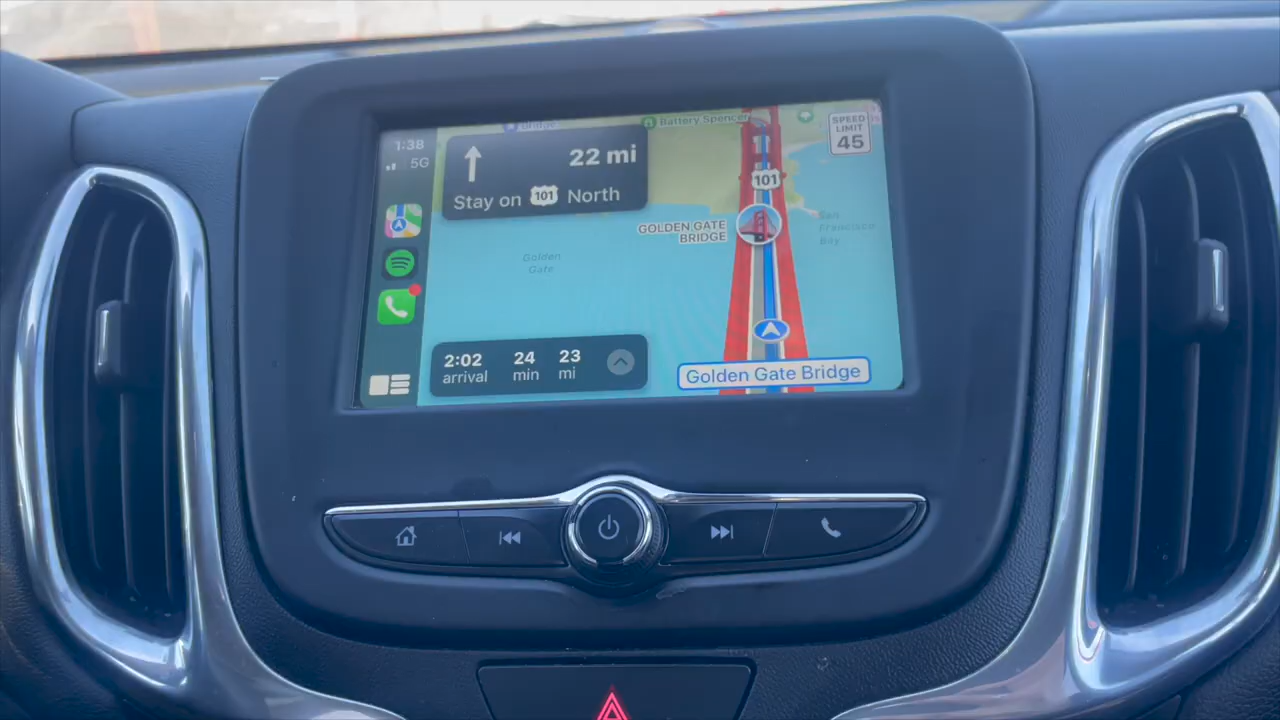 1:38
5G
22 mi
Stay on 101 North
Bridge
Battery Spencer
SPEED
LIMIT
45
101
GOLDEN GATE
BRIDGE
San
Francisco
Bay
Golden
Gate
2:02 24 23
arrival min mi
Golden Gate Bridge